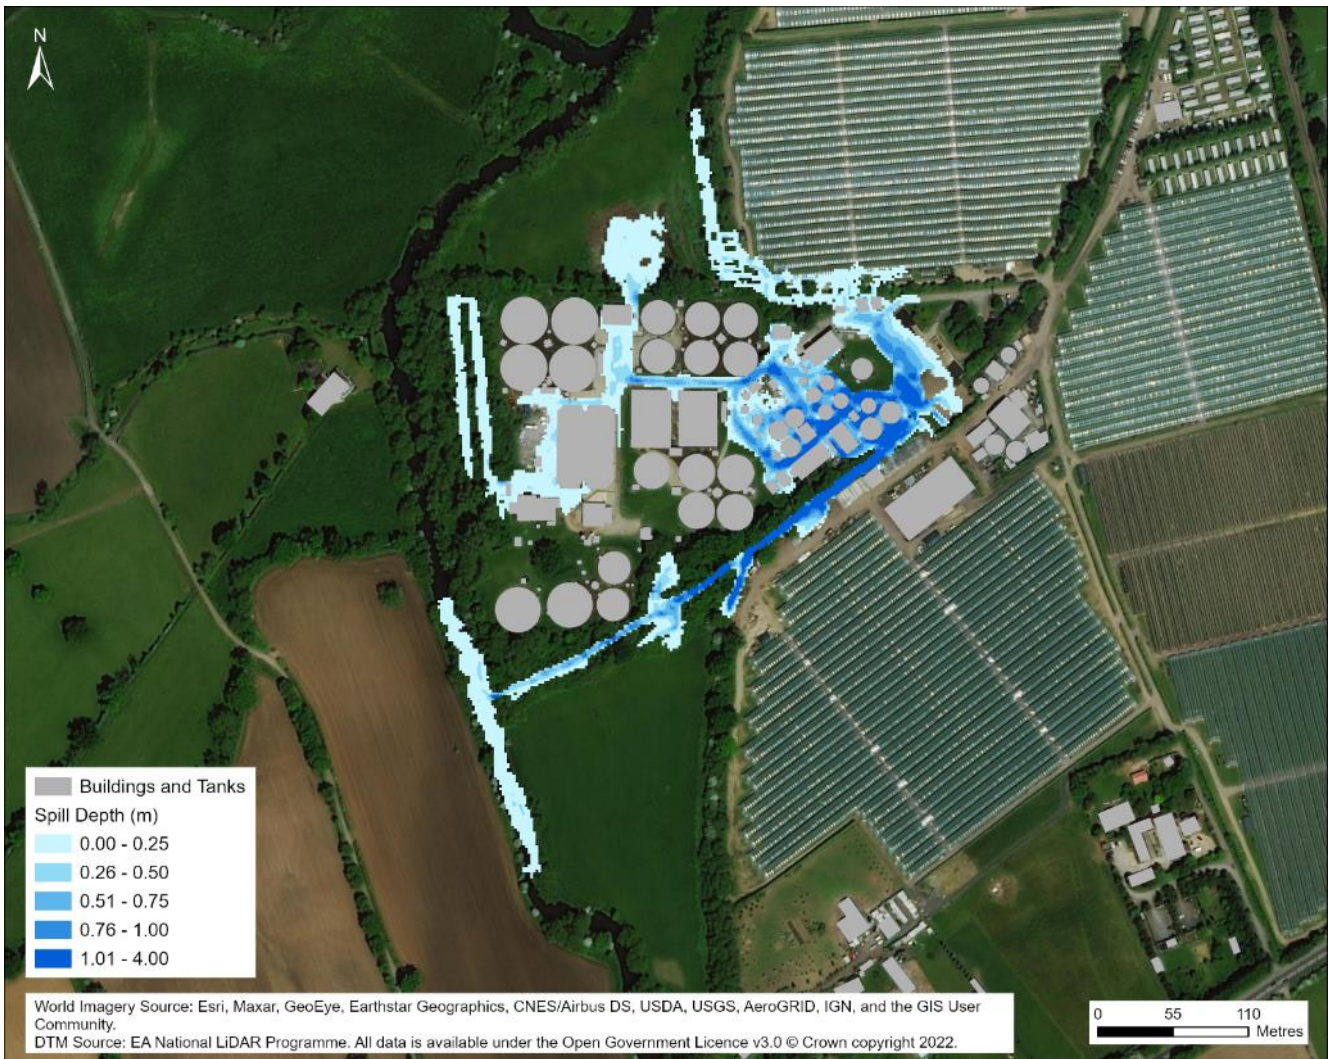 N
Buildings and Tanks
Spill Depth (m)
0.00 - 0.25
0.26 - 0.50
0.51 - 0.75
0.76 - 1.00
1.01 - 4.00
World Imagery Source: Esri, Maxar, GeoEye, Earthstar Geographics, CNES/Airbus DS, USDA, USGS, AeroGRID, IGN, and the GIS User
Community.
DTM Source: EA National LiDAR Programme. All data is available under the Open Government Licence v3.0 © Crown copyright 2022.
0 55 110
Metres